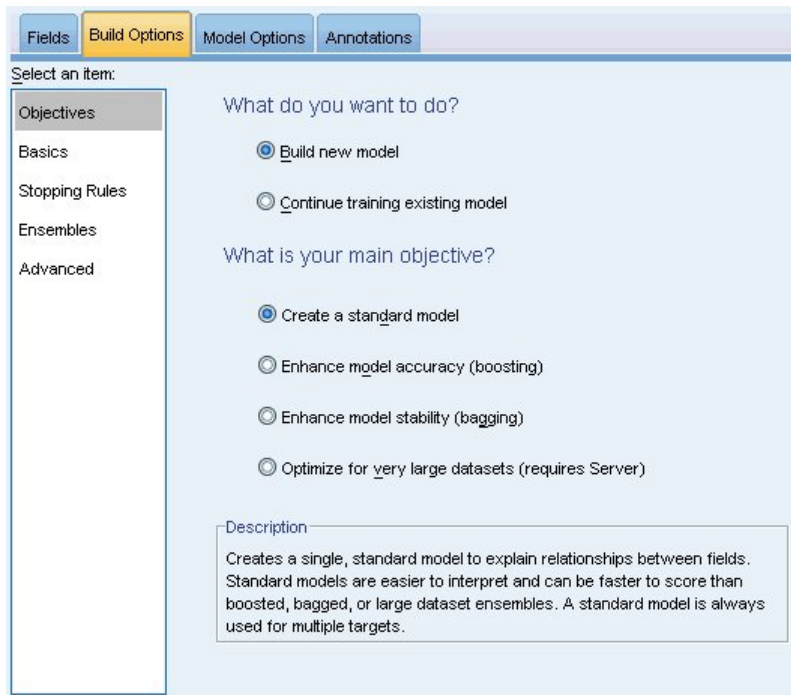 Fields Build Options Model Options Annotations
Select an item:
Objectives
Basics
Stopping Rules
Ensembles
Advanced
What do you want to do?
Build new model
Continue training existing model
What is your main objective?
Create a standard model
Enhance model accuracy (boosting)
Enhance model stability (bagging)
Optimize for very large datasets (requires Server)
Description
Creates a single, standard model to explain relationships between fields.
Standard models are easier to interpret and can be faster to score than
boosted, bagged, or large dataset ensembles. A standard model is always
used for multiple targets.